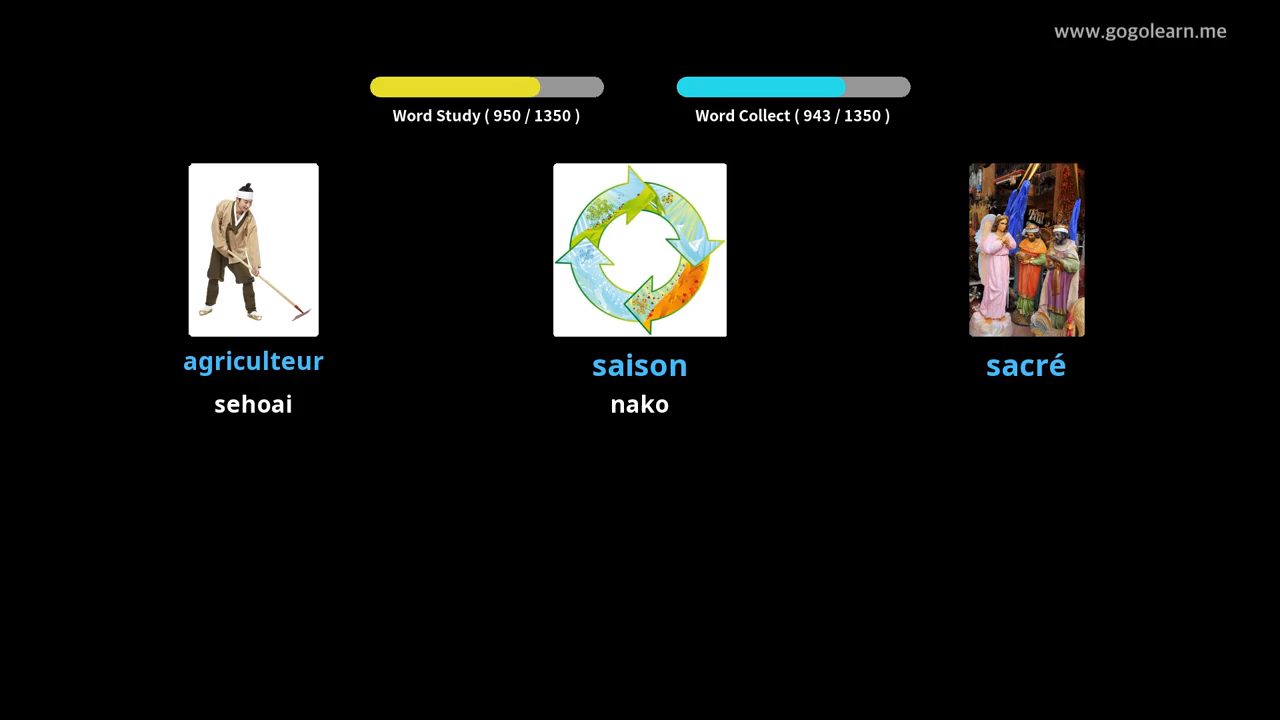 www.gogolearn.me
Word Study ( 950 / 1350 )
Word Collect ( 943 / 1350 )
agriculteur
saison
sacré
sehoai
nako